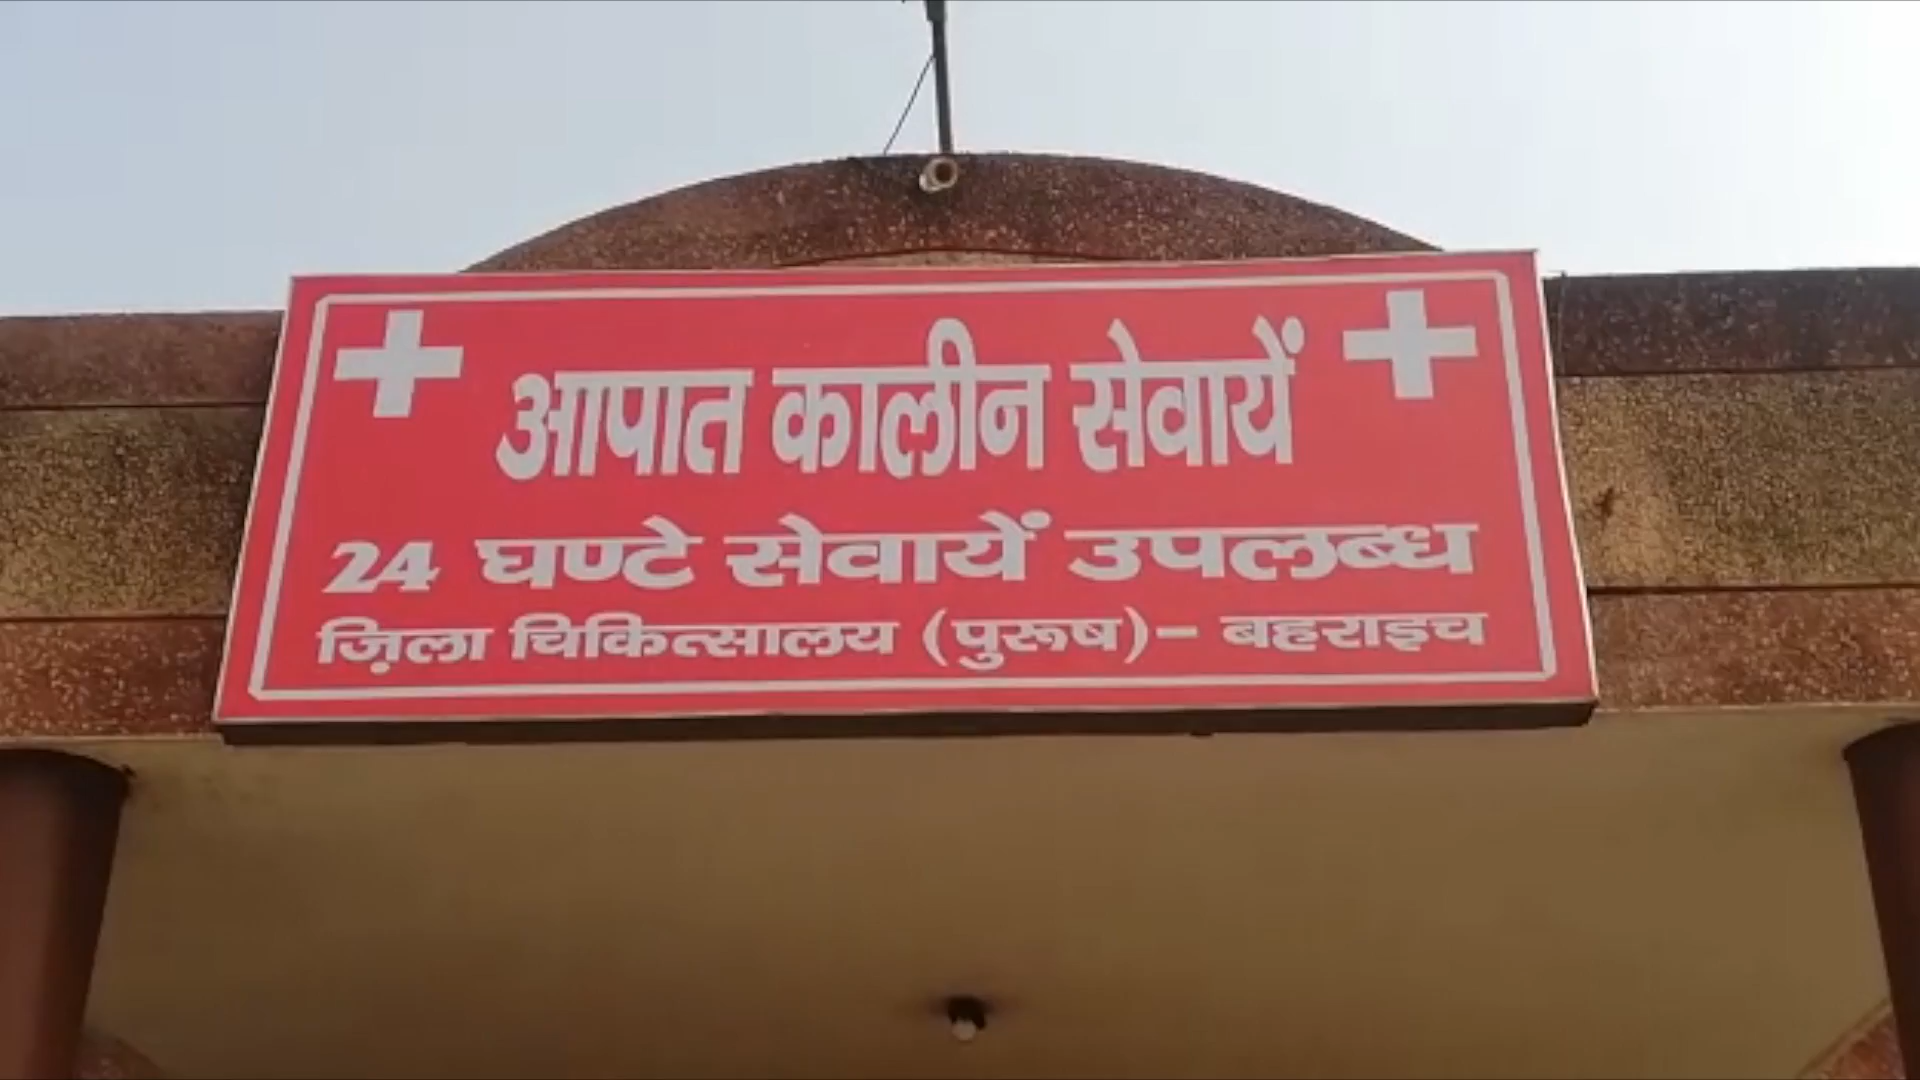 आपात कालीन सेवायें
24 घण्टे सेवायें उपलब्ध
ज़िला चिकित्सालय (पुरूष)- बहराइच